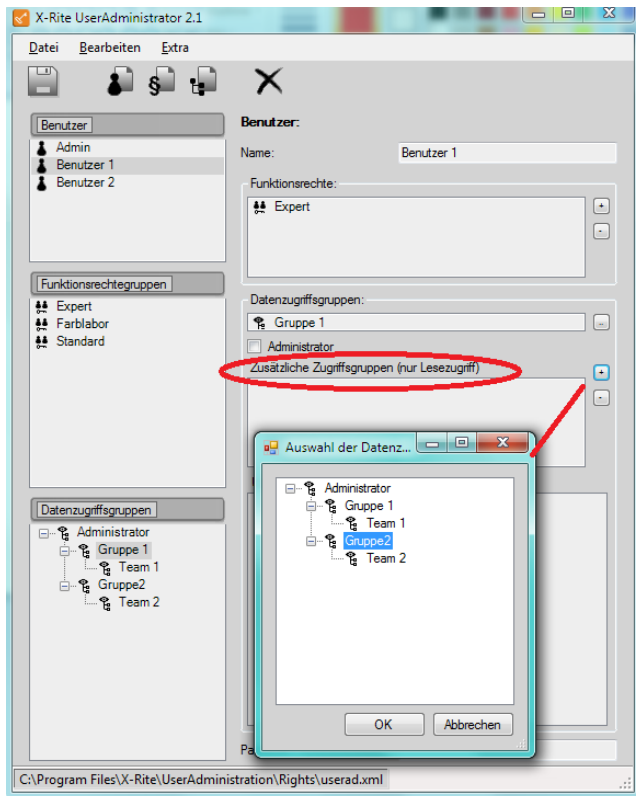 X-Rite UserAdministrator 2.1
Datei Bearbeiten Extra
Benutzer
Admin
Benutzer 1
Benutzer 2
Funktionsrechtegruppen
Expert
Farblabor
Standard
Datenzugriffsgruppen
Administrator
Gruppe 1
Team 1
Gruppe2
Team 2
Benutzer:
Name: Benutzer 1
Funktionsrechte:
Expert
+
-
Datenzugriffsgruppen:
Gruppe 1
...
Administrator
Zusätzliche Zugriffsgruppen (nur Lesezugriff)
+
-
Auswahl der Datenz...
Administrator
Gruppe 1
Team 1
Gruppe2
Team 2
OK Abbrechen
C:\Program Files\X-Rite\UserAdministration\Rights\userad.xml